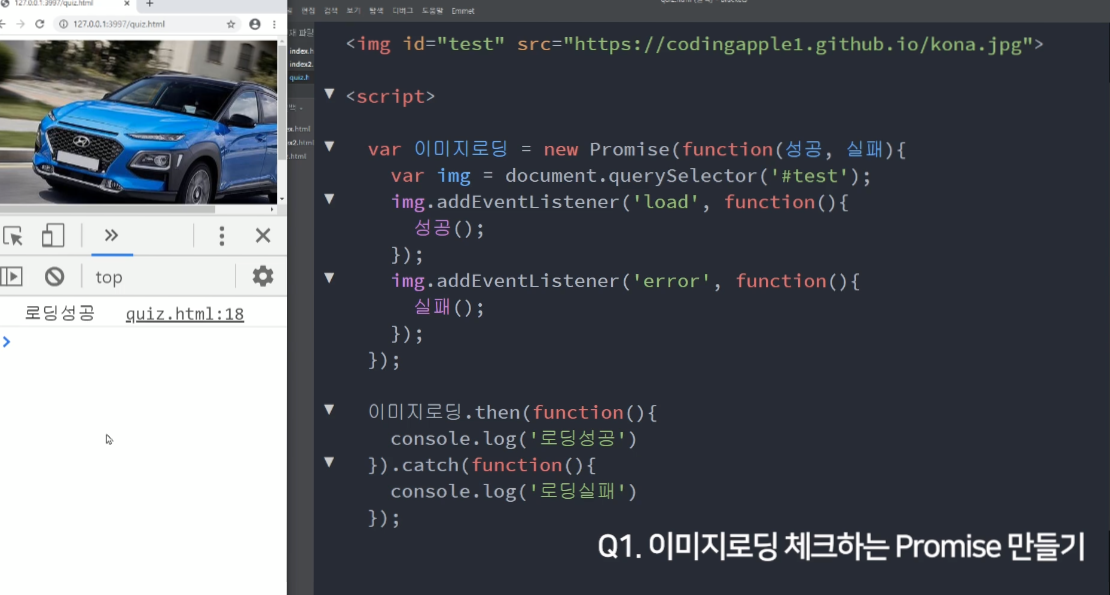 127.0.0.1:3997/quiz.html
127.0.0.1:3997/quiz.html
편집 검색 보기 탐색 디버그 도움말 Emmet
index.h
index2.
quiz.h
top
로딩성공 quiz.html:18
<img id="test" src="https://codingapple1.github.io/kona.jpg">
<script>
var 이미지로딩 = new Promise(function(성공, 실패){
var img = document.querySelector('#test');
img.addEventListener('load', function(){
성공();
});
img.addEventListener('error', function(){
실패();
});
});
이미지로딩.then(function(){
console.log('로딩성공')
}).catch(function(){
console.log('로딩실패')
});
Q1. 이미지로딩 체크하는 Promise 만들기